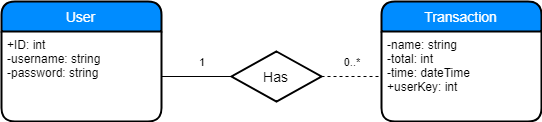 User
+ID: int
-username: string
-password: string
1
Has
0..*
Transaction
-name: string
-total: int
-time: dateTime
+userKey: int